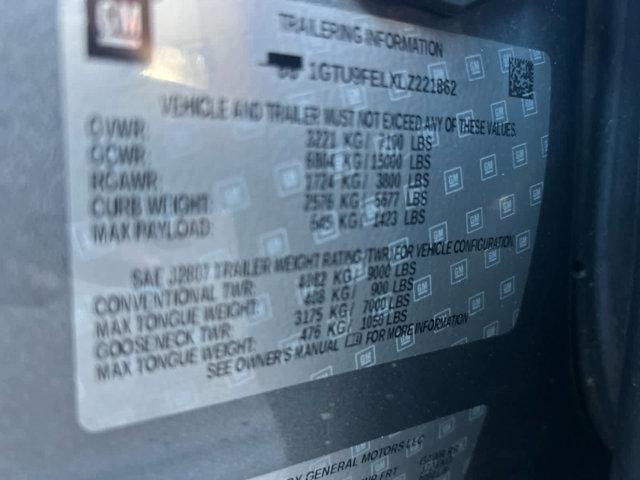 GM
TRAILERING INFORMATION
1GTU9FELXLZ221862
VEHICLE AND TRAILER MUST NOT EXCEED ANY OF THESE VALUES
GVWR: 3221 KG/ 7100 LBS
GCWR: 6804 KG/ 15000 LBS
RGAWR: 1724 KG/ 3800 LBS
CURB WEIGHT: 2576 KG/ 5677 LBS
MAX PAYLOAD: 645 KG/ 1423 LBS
SAE J2807 TRAILER WEIGHT RATING (TWR) FOR VEHICLE CONFIGURATION
CONVENTIONAL TWR: 4082 KG/ 9000 LBS
MAX TONGUE WEIGHT: 408 KG/ 900 LBS
GOOSENECK TWR: 3175 KG/ 7000 LBS
MAX TONGUE WEIGHT: 476 KG/ 1050 LBS
SEE OWNER'S MANUAL FOR MORE INFORMATION
BY GENERAL MOTORS LLC
GAWR RR
FRT